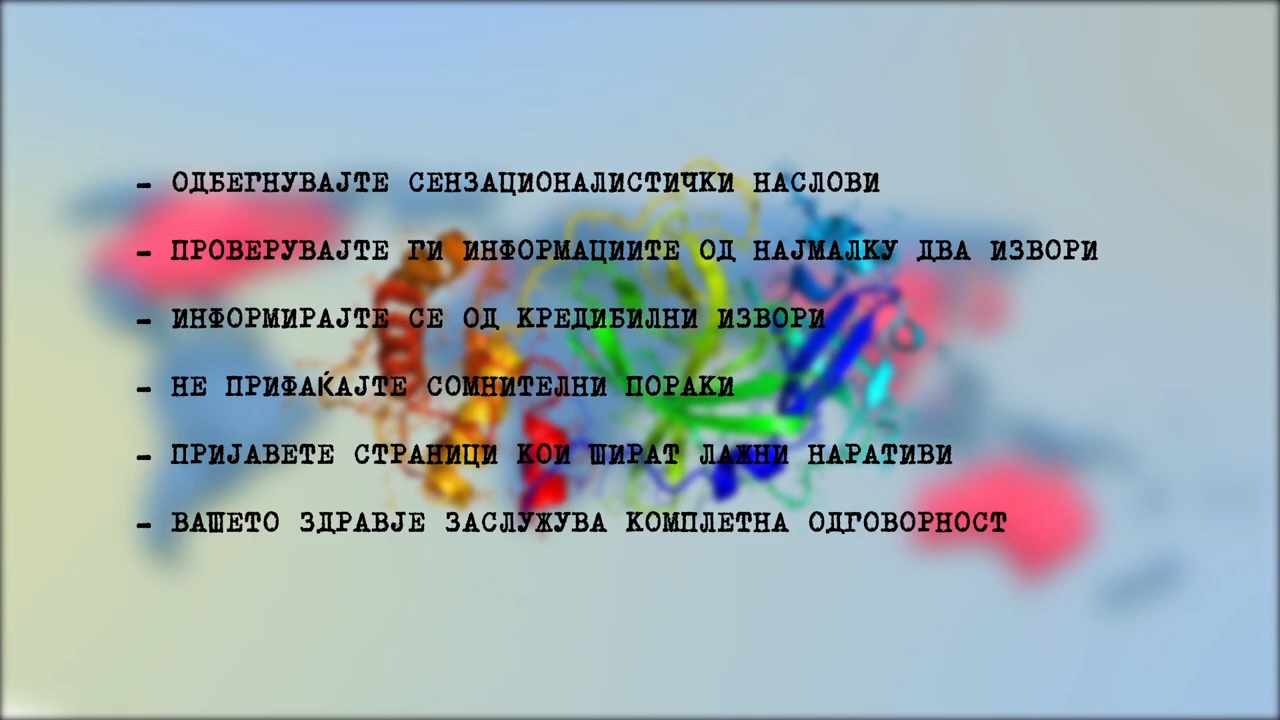 - ОДБЕГНУВАЈТЕ СЕНЗАЦИОНАЛИСТИЧКИ НАСЛОВИ
- ПРОВЕРУВАЈТЕ ГИ ИНФОРМАЦИИТЕ ОД НАЈМАЛКУ ДВА ИЗВОРИ
- ИНФОРМИРАЈТЕ СЕ ОД КРЕДИБИЛНИ ИЗВОРИ
- НЕ ПРИФАЌАЈТЕ СОМНИТЕЛНИ ПОРАКИ
- ПРИЈАВЕТЕ СТРАНИЦИ КОИ ШИРАТ ЛАЖНИ НАРАТИВИ
- ВАШЕТО ЗДРАВЈЕ ЗАСЛУЖУВА КОМПЛЕТНА ОДГОВОРНОСТ